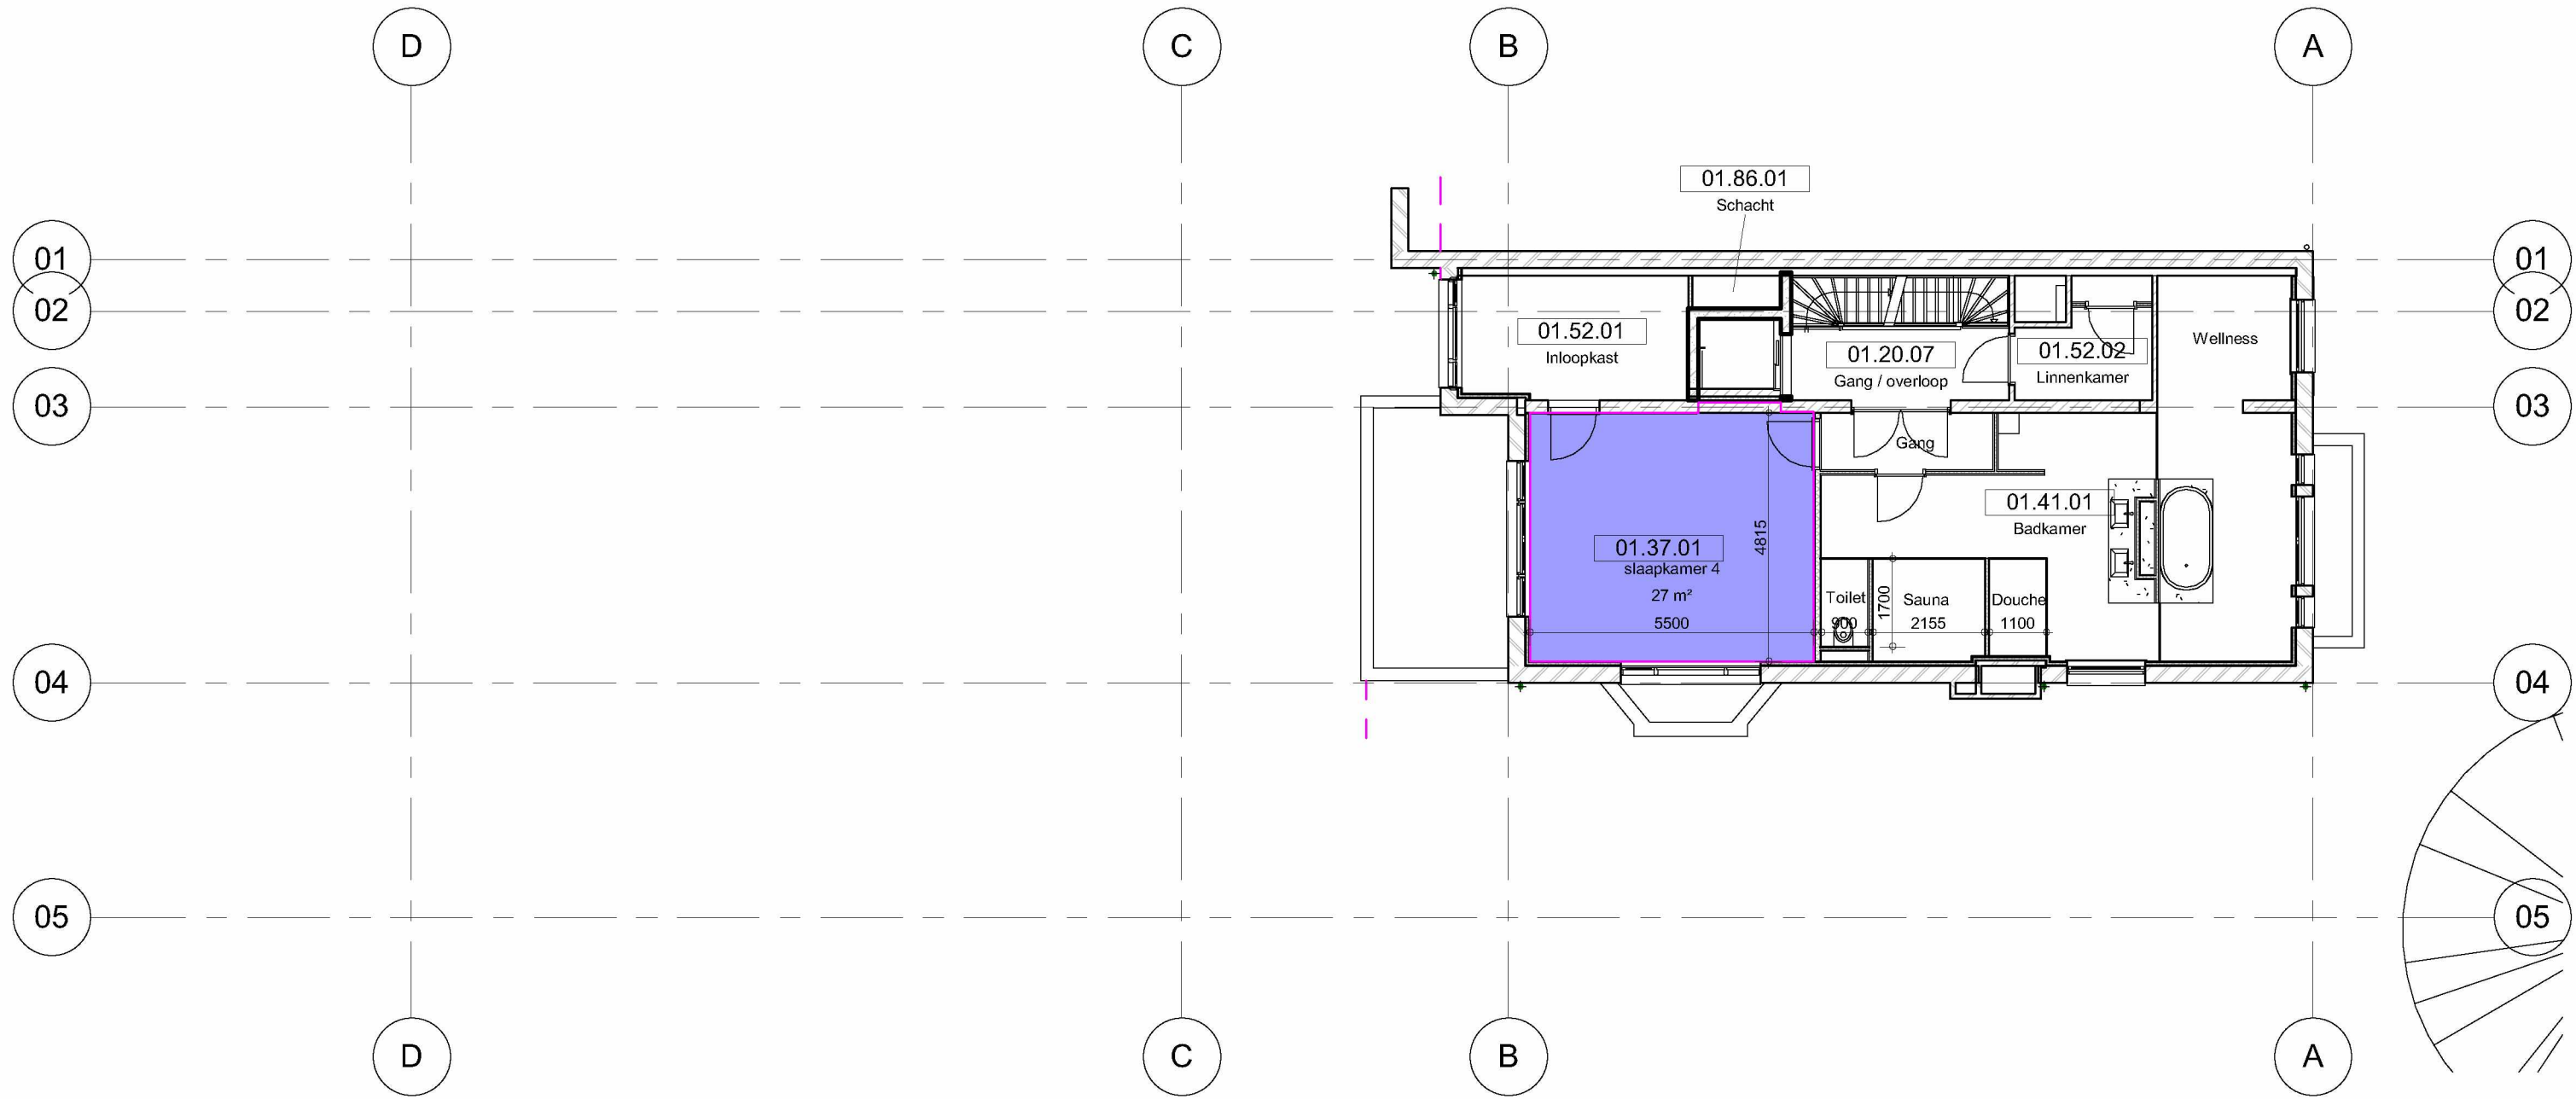 D
C
B
A
01.86.01
Schacht
01
01
02
02
01.52.01
Inloopkast
01.20.07
Gang / overloop
01.52.02
Linnenkamer
Wellness
03
03
Gang
01.41.01
Badkamer
4815
01.37.01
slaapkamer 4
27 m²
5500
Toilet
900
Sauna
2155
1700
Douche
1100
04
04
05
05
D
C
B
A